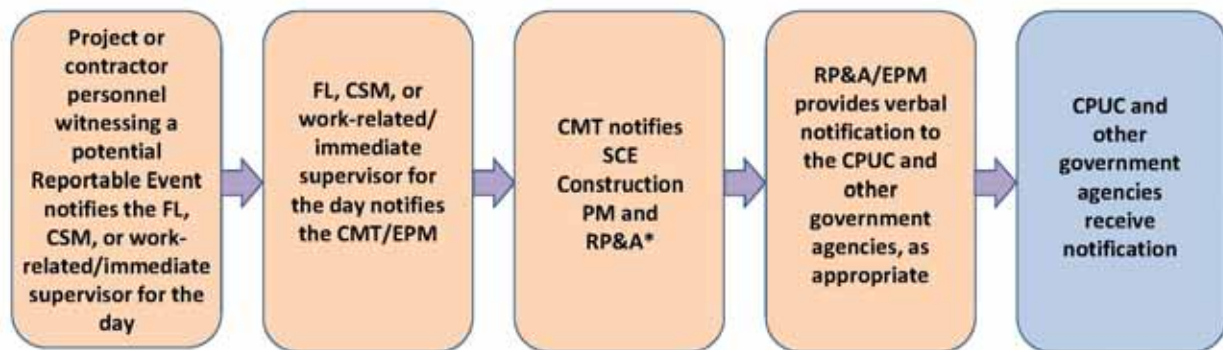 Project or
contractor
personnel
witnessing a
potential
Reportable Event
notifies the FL,
CSM, or work-
related/immediate
supervisor for the
day
FL, CSM, or
work-related/
immediate
supervisor for
the day notifies
the CMT/EPM
CMT notifies
SCE
Construction
PM and
RP&A*
RP&A/EPM
provides verbal
notification to
the CPUC and
other
government
agencies, as
appropriate
CPUC and
other
government
agencies
receive
notification